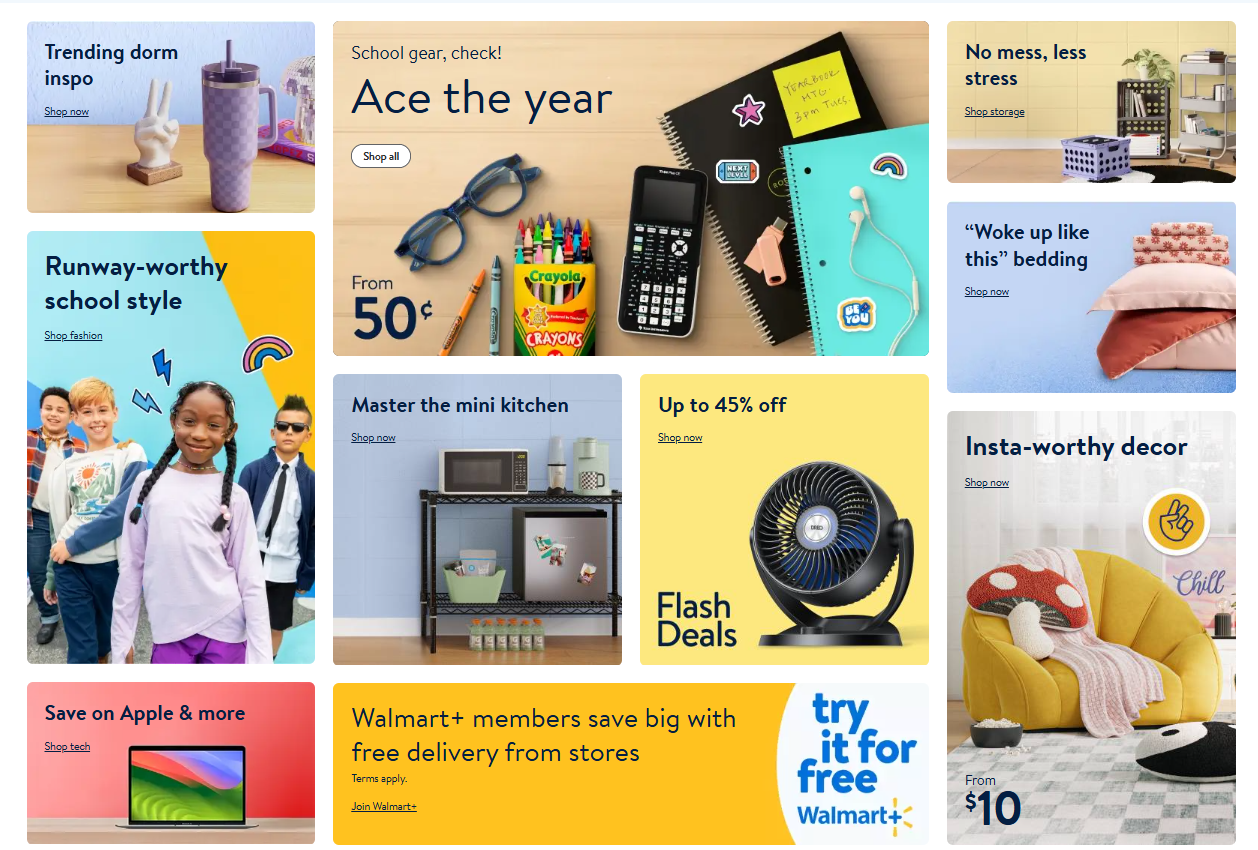 Trending dorm
inspo
Shop now
Runway-worthy
school style
Shop fashion
Save on Apple & more
Shop tech
School gear, check!
Ace the year
Shop all
From
50¢
YEARBOOK
MTG.
3pm TUES.
NEXT
LEVEL
BE
YOU
Crayola
CRAYONS
Master the mini kitchen
Shop now
Up to 45% off
Shop now
DREO
Flash
Deals
Walmart+ members save big with
free delivery from stores
Terms apply.
Join Walmart+
try
it for
free
Walmart+
No mess, less
stress
Shop storage
“Woke up like
this” bedding
Shop now
Insta-worthy decor
Shop now
Chill
From
$10